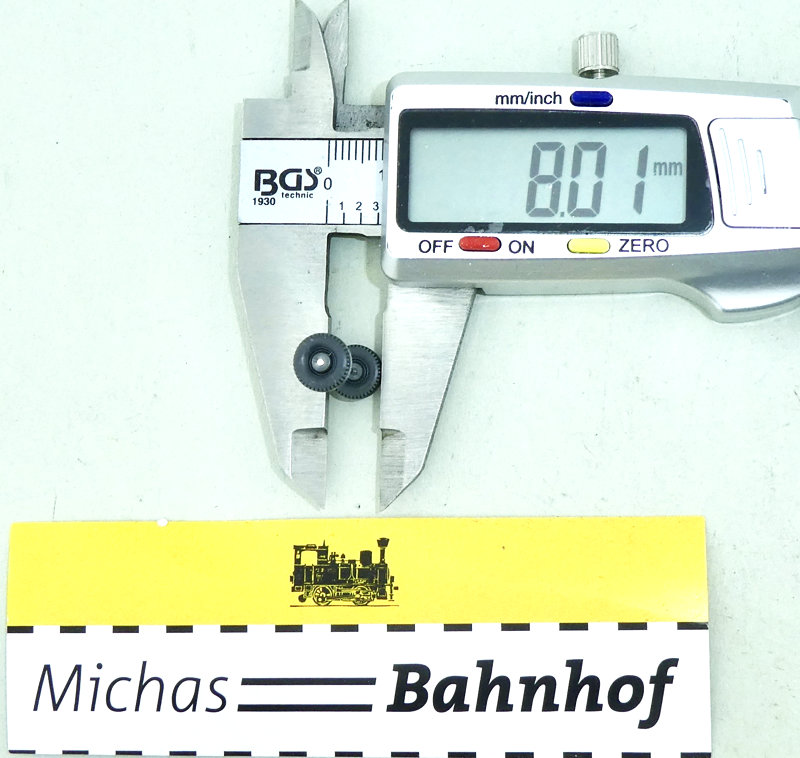 mm/inch
8.01 mm
BGS® 0 1
technic
1930
1 2 3
OFF ON ZERO
Michas Bahnhof